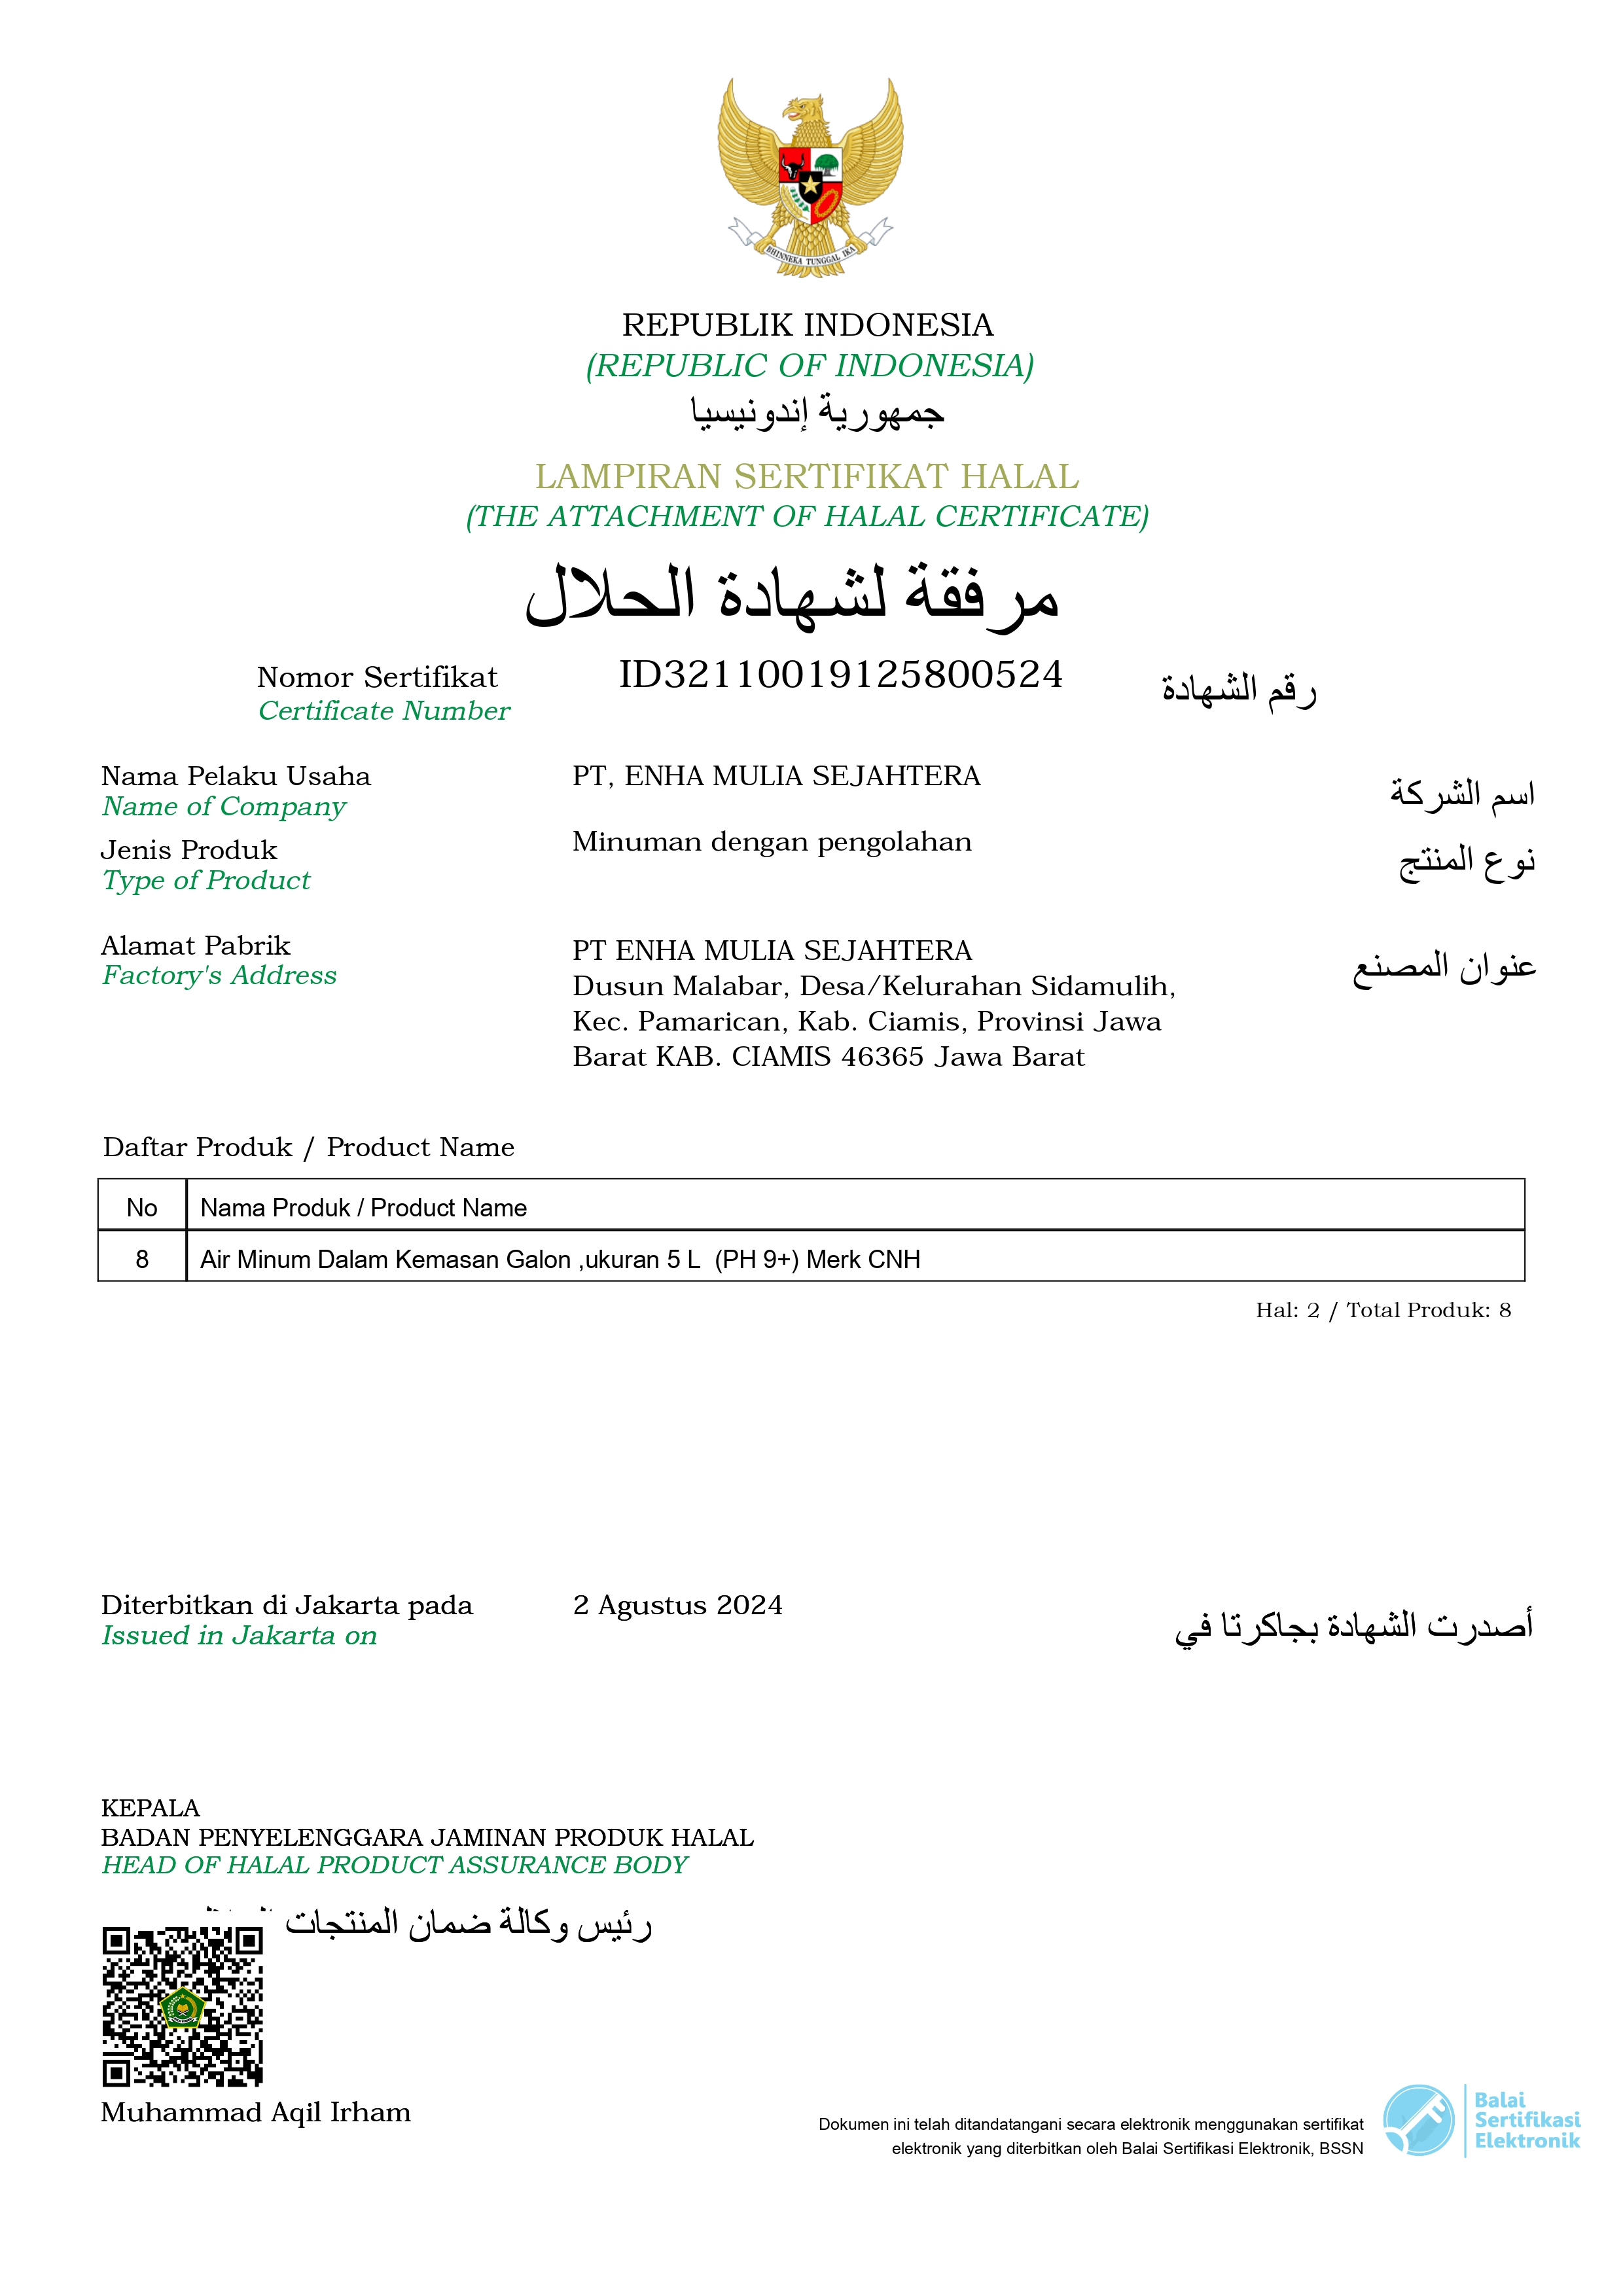 BHINNEKA TUNGGAL IKA
REPUBLIK INDONESIA
(REPUBLIC OF INDONESIA)
جمهورية إندونيسيا
LAMPIRAN SERTIFIKAT HALAL
(THE ATTACHMENT OF HALAL CERTIFICATE)
مرفقة لشهادة الحلال
Nomor Sertifikat ID32110019125800524 رقم الشهادة
Certificate Number
Nama Pelaku Usaha PT, ENHA MULIA SEJAHTERA اسم الشركة
Name of Company
Jenis Produk Minuman dengan pengolahan نوع المنتج
Type of Product
Alamat Pabrik PT ENHA MULIA SEJAHTERA عنوان المصنع
Factory's Address Dusun Malabar, Desa/Kelurahan Sidamulih,
Kec. Pamarican, Kab. Ciamis, Provinsi Jawa
Barat KAB. CIAMIS 46365 Jawa Barat
Daftar Produk / Product Name
No Nama Produk / Product Name
8 Air Minum Dalam Kemasan Galon ,ukuran 5 L (PH 9+) Merk CNH
Hal: 2 / Total Produk: 8
Diterbitkan di Jakarta pada 2 Agustus 2024 أصدرت الشهادة بجاكرتا في
Issued in Jakarta on
KEPALA
BADAN PENYELENGGARA JAMINAN PRODUK HALAL
HEAD OF HALAL PRODUCT ASSURANCE BODY
رئيس وكالة ضمان المنتجات
Muhammad Aqil Irham
Dokumen ini telah ditandatangani secara elektronik menggunakan sertifikat
elektronik yang diterbitkan oleh Balai Sertifikasi Elektronik, BSSN
Balai
Sertifikasi
Elektronik